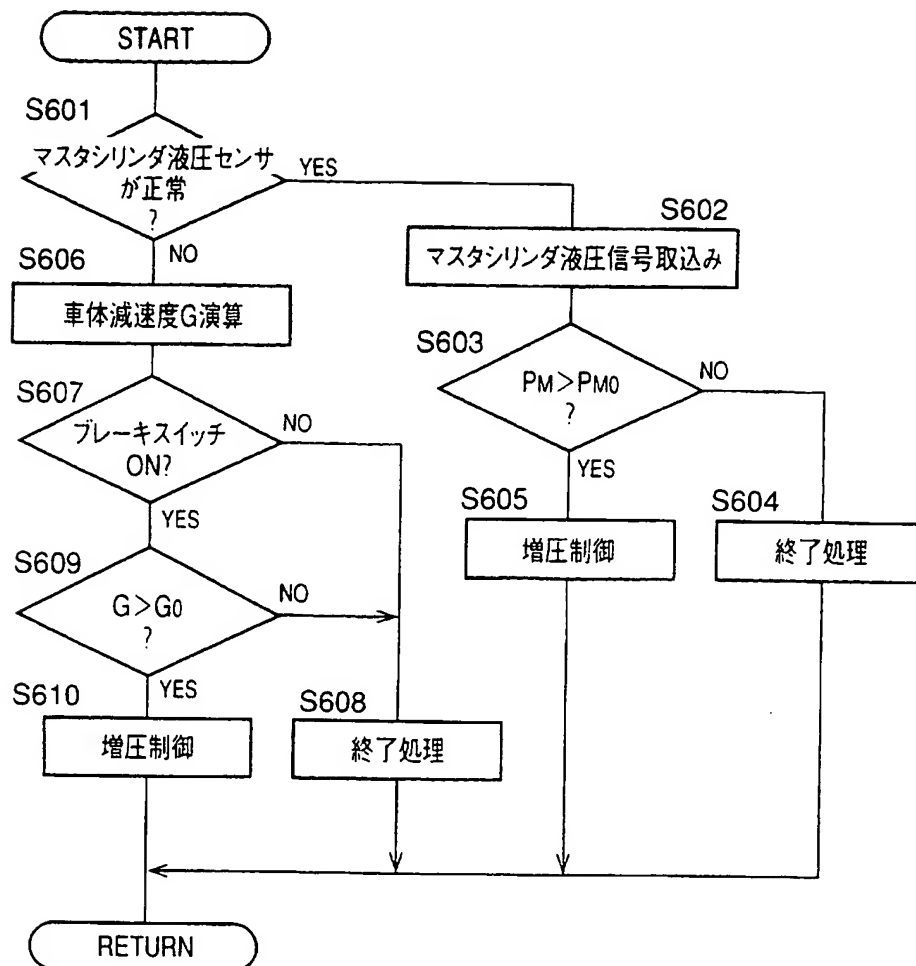 START
S601
マスタシリンダ液圧センサ
が正常
?
YES
NO
S602
マスタシリンダ液圧信号取込み
S606
車体減速度G演算
S603
PM>PM0
?
NO
YES
S607
ブレーキスイッチ
ON?
NO
YES
S605
増圧制御
S604
終了処理
S609
G>G0
?
NO
YES
S610
増圧制御
S608
終了処理
RETURN